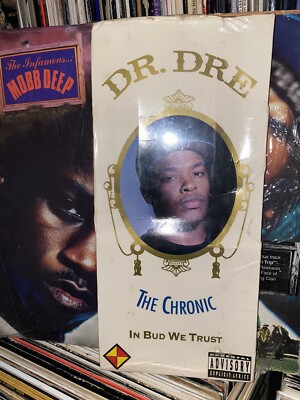 The Infamous...
MOBB DEEP
DR. DRE
THE CHRONIC
IN BUD WE TRUST
PARENTAL
ADVISORY
EXPLICIT LYRICS